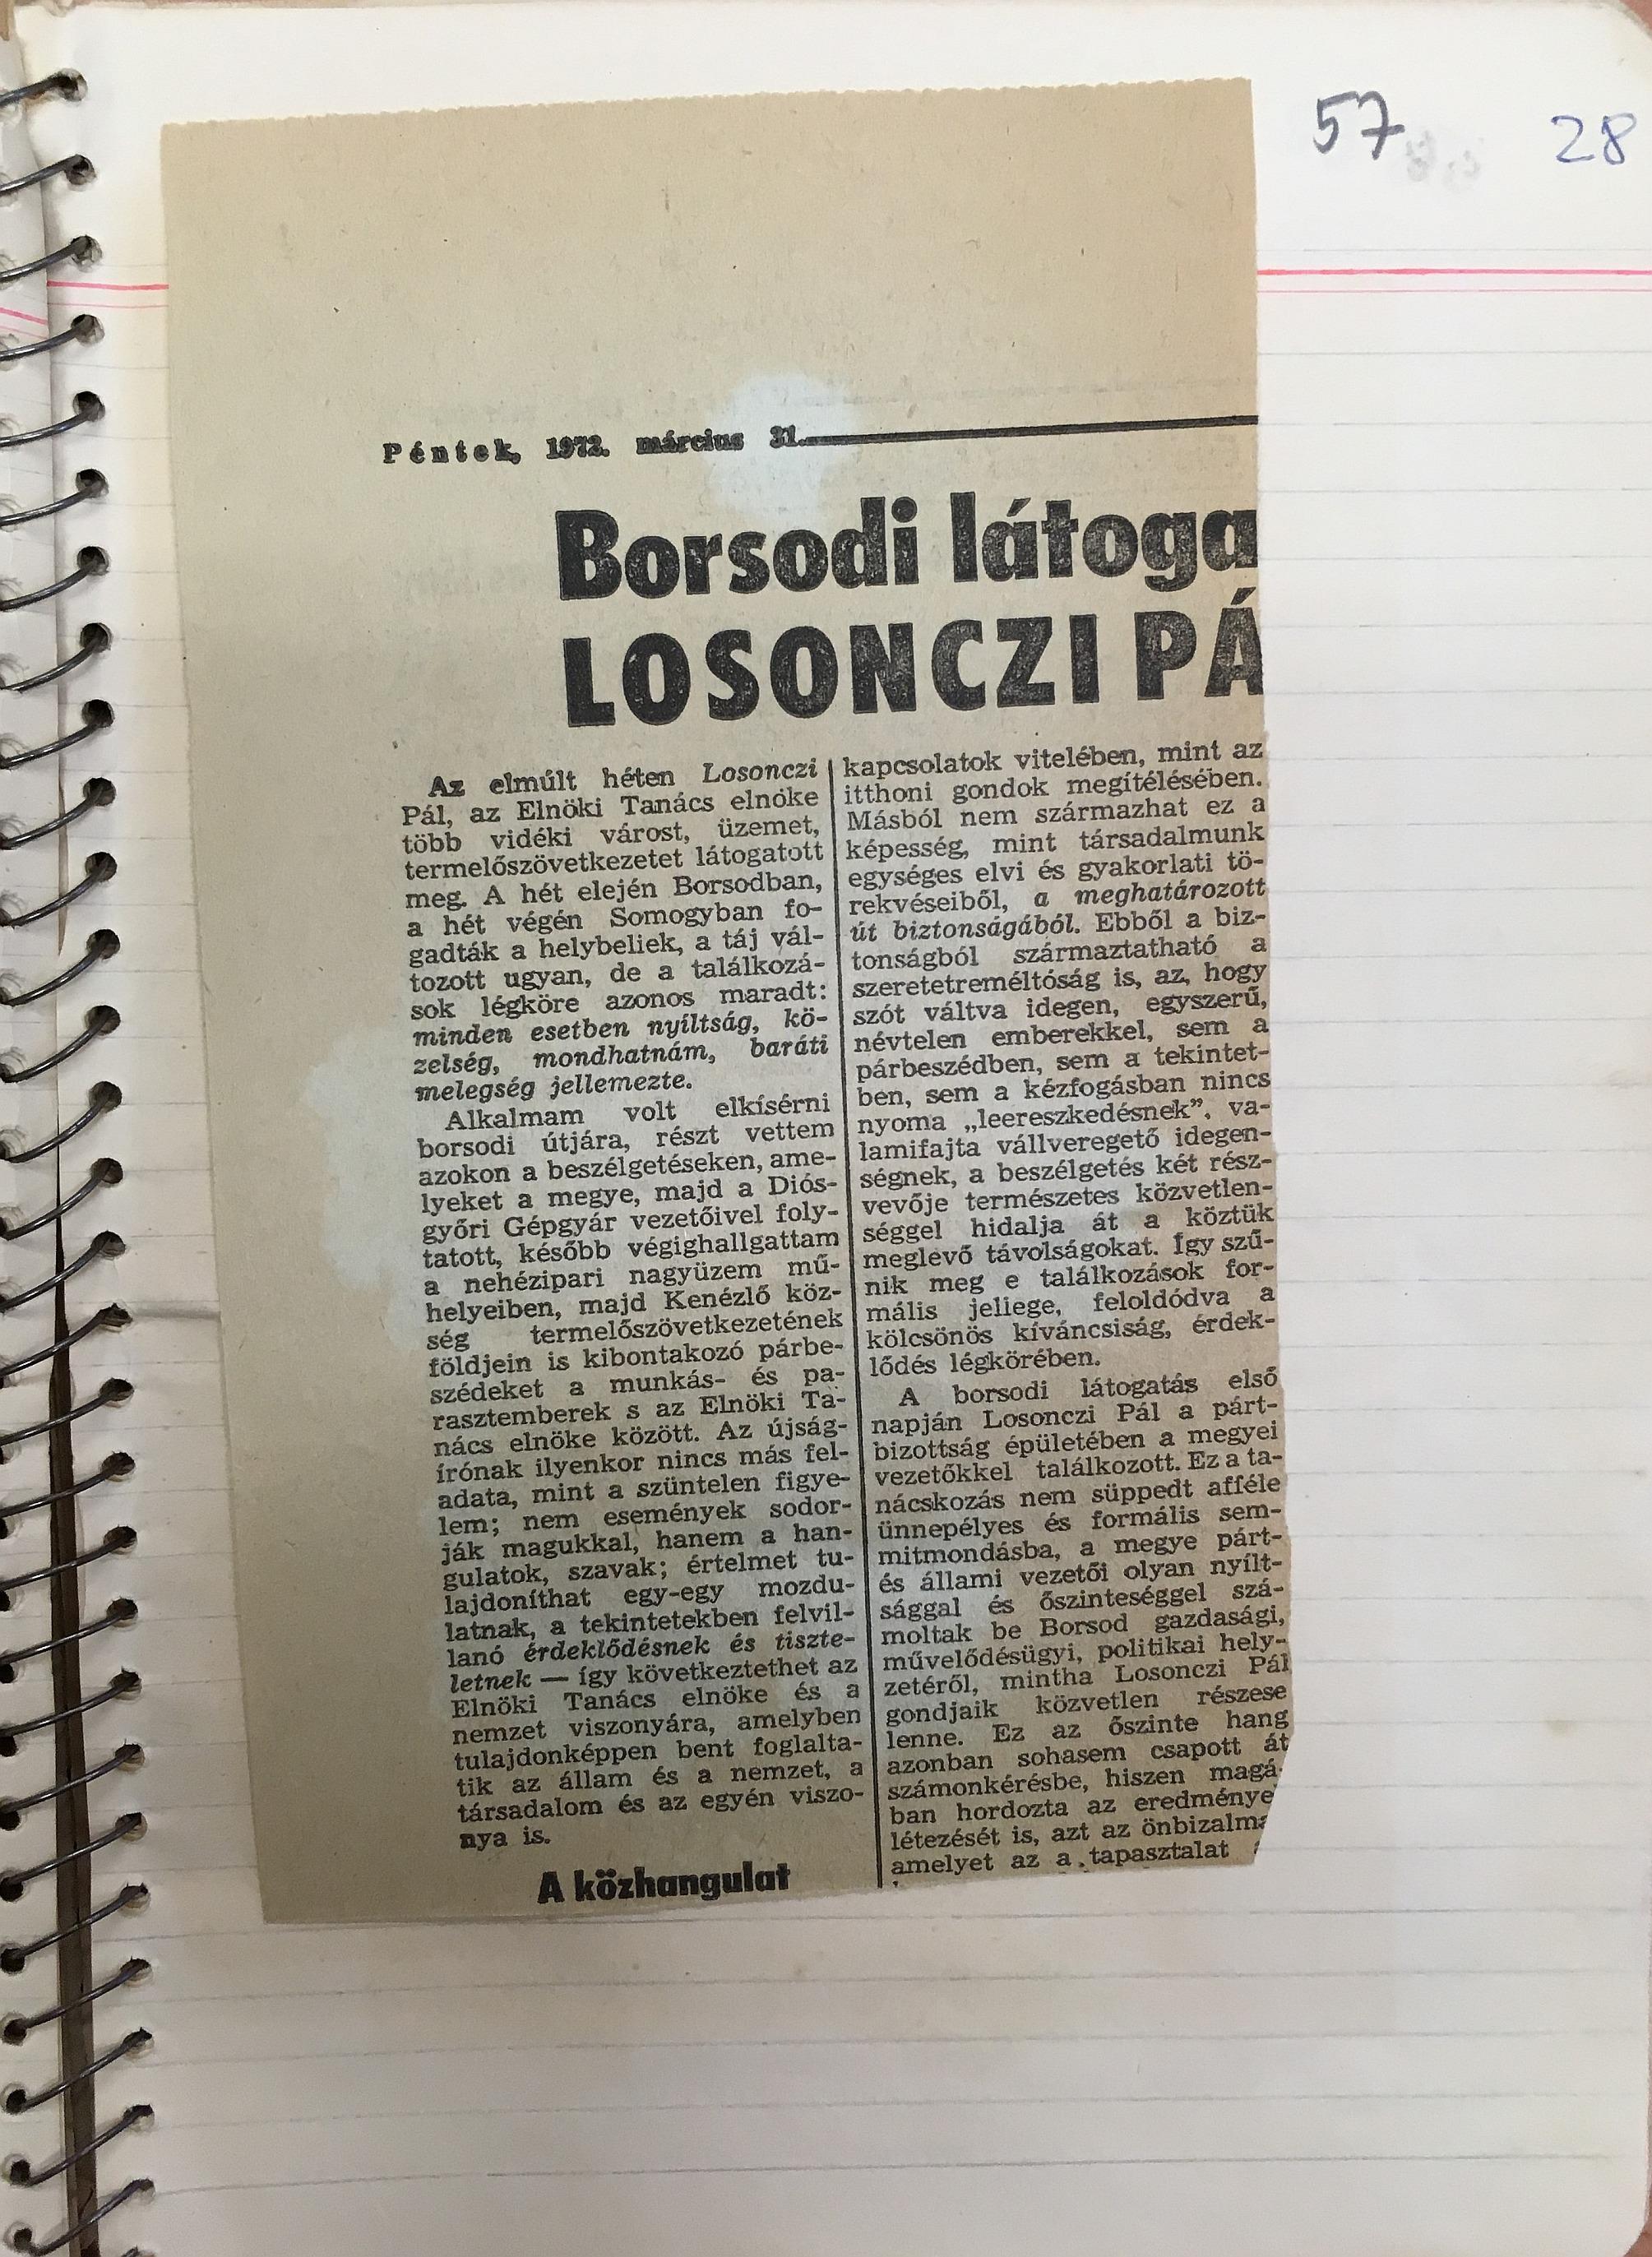 57 28
Péntek, 1972. március 31.
Borsodi látoga
LOSONCZI PÁ
Az elmúlt héten Losonczi
Pál, az Elnöki Tanács elnöke
több vidéki várost, üzemet,
termelőszövetkezetet látogatott
meg. A hét elején Borsodban,
a hét végén Somogyban fo-
gadták a helybeliek, a táj vál-
tozott ugyan, de a találkozá-
sok légköre azonos maradt:
minden esetben nyíltság, kö-
zelség, mondhatnám, baráti
melegség jellemezte.
Alkalmam volt elkísérni
borsodi útjára, részt vettem
azokon a beszélgetéseken, ame-
lyeket a megye, majd a Diós-
győri Gépgyár vezetőivel foly-
tatott, később végighallgattam
a nehézipari nagyüzem mű-
helyeiben, majd Kenézlő köz-
ség termelőszövetkezetének
földjein is kibontakozó párbe-
szédeket a munkás- és pa-
rasztemberek s az Elnöki Ta-
nács elnöke között. Az újság-
írónak ilyenkor nincs más fel-
adata, mint a szüntelen figye-
lem; nem események sodor-
ják magukkal, hanem a han-
gulatok, szavak; értelmet tu-
lajdoníthat egy-egy mozdu-
latnak, a tekintetekben felvil-
lanó érdeklődésnek és tiszte-
letnek — így következtethet az
Elnöki Tanács elnöke és a
nemzet viszonyára, amelyben
tulajdonképpen bent foglalta-
tik az állam és a nemzet, a
társadalom és az egyén viszo-
nya is.
A közhangulat
kapcsolatok vitelében, mint az
itthoni gondok megítélésében.
Másból nem származhat ez a
képesség, mint társadalmunk
egységes elvi és gyakorlati tö-
rekvéseiből, a meghatározott
út biztonságából. Ebből a biz-
tonságból származtatható a
szeretetreméltóság is, az, hogy
szót váltva idegen, egyszerű,
névtelen emberekkel, sem a
párbeszédben, sem a tekintet-
ben, sem a kézfogásban nincs
nyoma „leereszkedésnek”, va-
lamifajta vállveregető idegen-
ségnek, a beszélgetés két rész-
vevője természetes közvetlen-
séggel hidalja át a köztük
meglevő távolságokat. Így szű-
nik meg e találkozások for-
mális jellege, feloldódva a
kölcsönös kíváncsiság, érdek-
lődés légkörében.
A borsodi látogatás első
napján Losonczi Pál a párt-
bizottság épületében a megyei
vezetőkkel találkozott. Ez a ta-
nácskozás nem süppedt afféle
ünnepélyes és formális sem-
mitmondásba, a megye párt-
és állami vezetői olyan nyílt-
sággal és őszinteséggel szá-
moltak be Borsod gazdasági,
művelődésügyi, politikai hely-
zetéről, mintha Losonczi Pál
gondjaik közvetlen részese
lenne. Ez az őszinte hang
azonban sohasem csapott át
számonkérésbe, hiszen magá-
ban hordozta az eredménye
létezését is, azt az önbizalma
amelyet az a tapasztalat